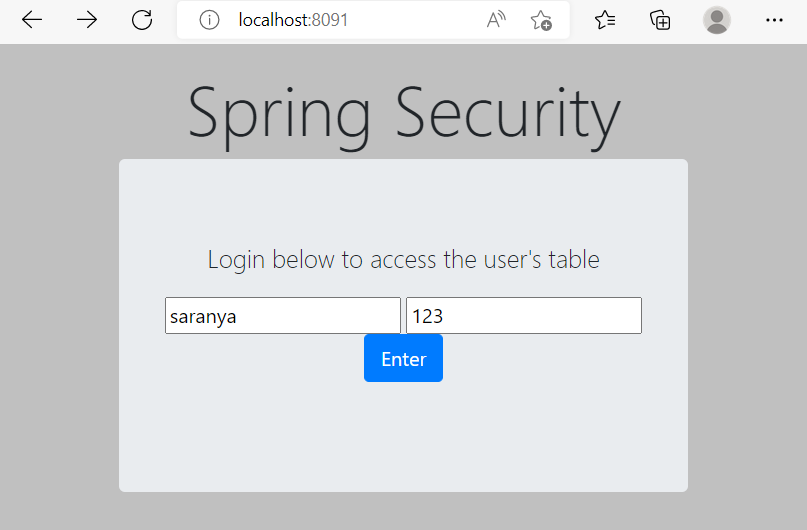 localhost:8091
Spring Security
Login below to access the user's table
saranya 123
Enter